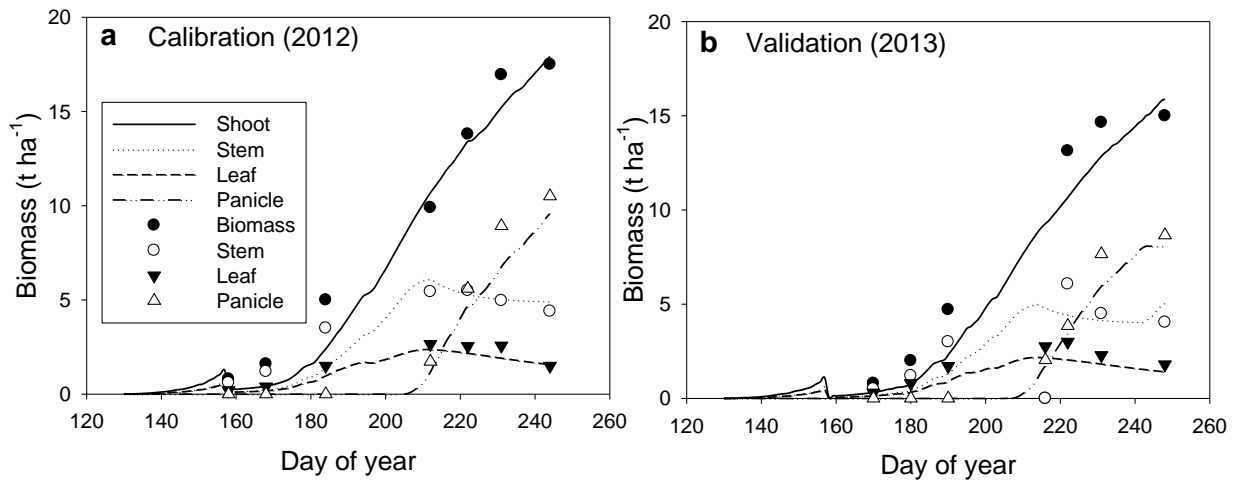 a Calibration (2012)
Biomass (t ha⁻¹)
20
15
10
5
0
Shoot
Stem
Leaf
Panicle
Biomass
Stem
Leaf
Panicle
120 140 160 180 200 220 240 260
Day of year
b Validation (2013)
Biomass (t ha⁻¹)
20
15
10
5
0
120 140 160 180 200 220 240 260
Day of year